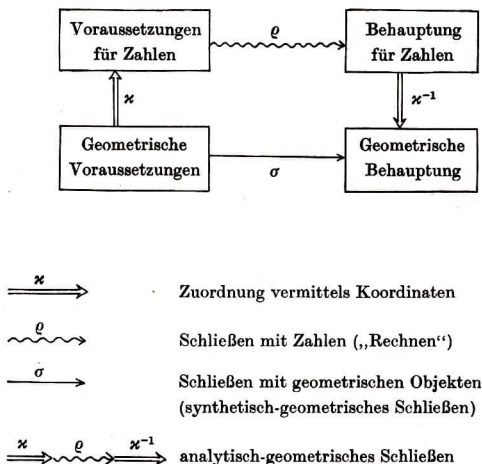 Voraussetzungen
für Zahlen
ϱ
Behauptung
für Zahlen
ϰ
ϰ⁻¹
Geometrische
Voraussetzungen
σ
Geometrische
Behauptung
ϰ
Zuordnung vermittels Koordinaten
ϱ
Schließen mit Zahlen („Rechnen“)
σ
Schließen mit geometrischen Objekten
(synthetisch-geometrisches Schließen)
ϰ ϱ ϰ⁻¹
analytisch-geometrisches Schließen